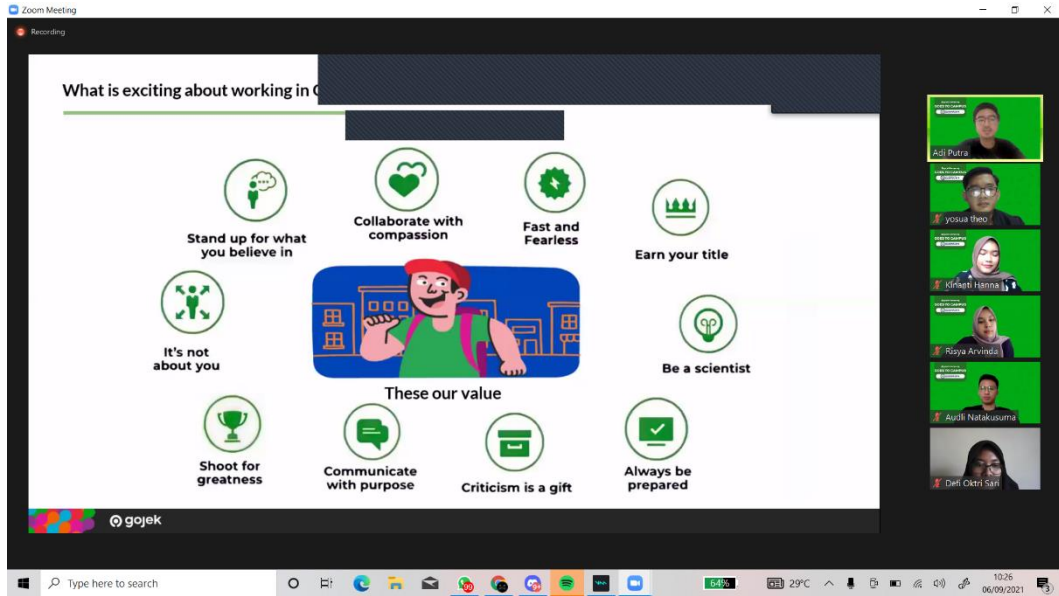 Zoom Meeting
Recording
What is exciting about working in
Stand up for what
you believe in
Collaborate with
compassion
Fast and
Fearless
Earn your title
It's not
about you
These our value
Be a scientist
Shoot for
greatness
Communicate
with purpose
Criticism is a gift
Always be
prepared
gojek
Adi Putra
yosua theo
Kinanti Hanna
Risya Arvinda
Audli Natakusuma
Defi Oktri Sari
Type here to search
99
64%
29°C
10:26
06/09/2021
3